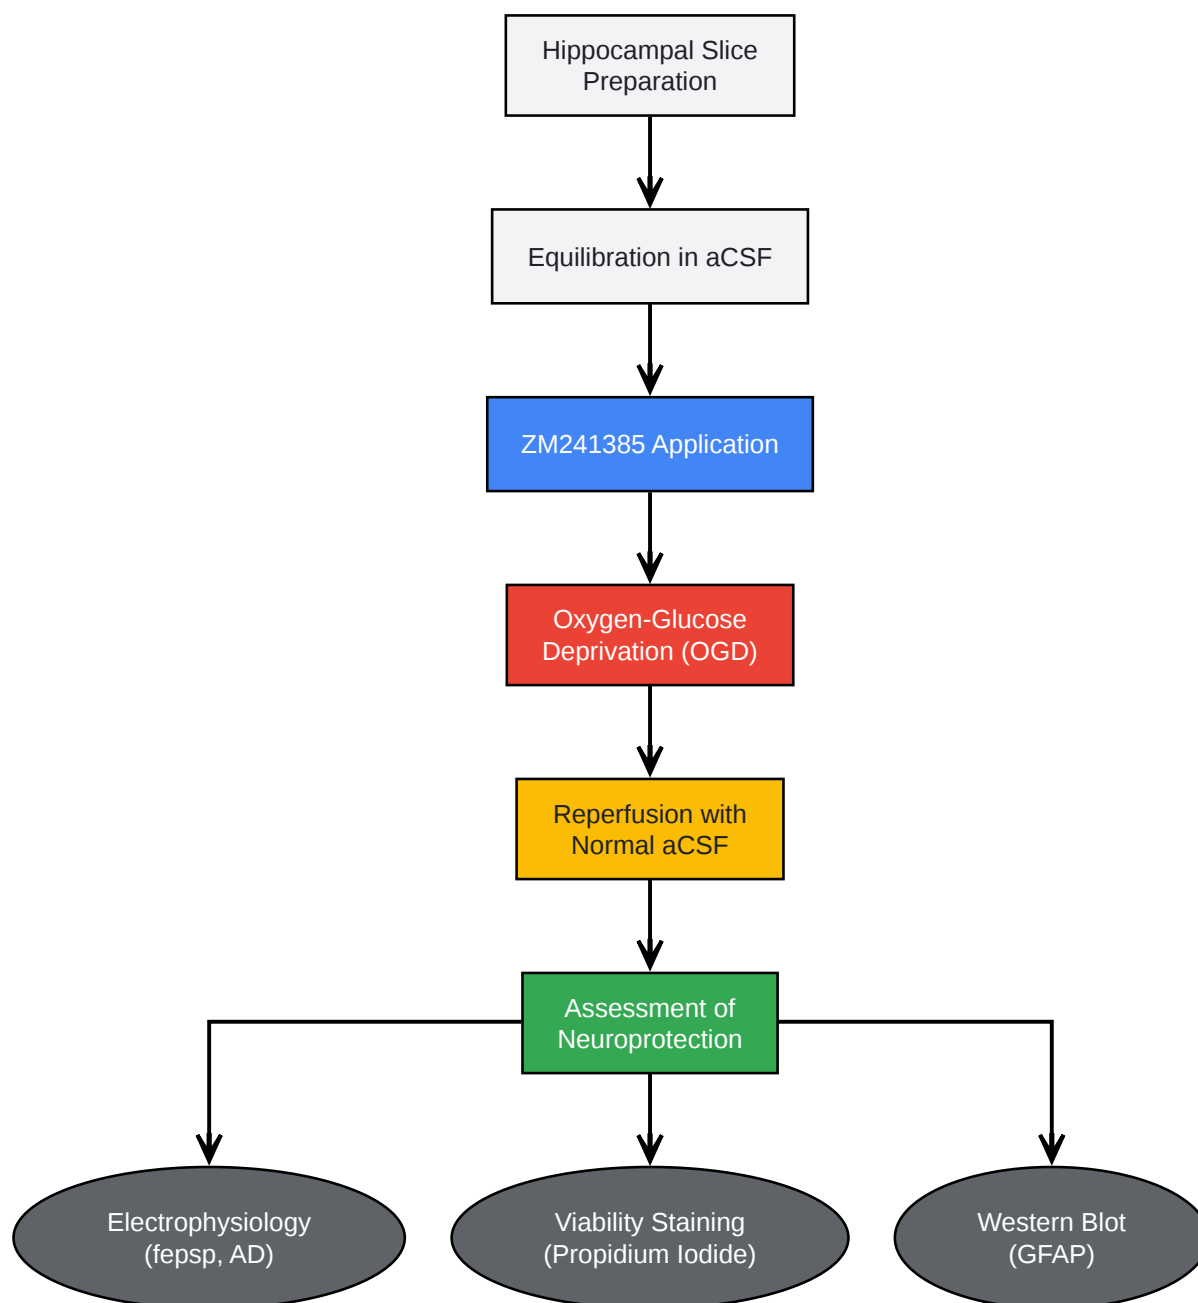 Hippocampal Slice
Preparation
Equilibration in aCSF
ZM241385 Application
Oxygen-Glucose
Deprivation (OGD)
Reperfusion with
Normal aCSF
Assessment of
Neuroprotection
Electrophysiology
(fepsp, AD)
Viability Staining
(Propidium Iodide)
Western Blot
(GFAP)